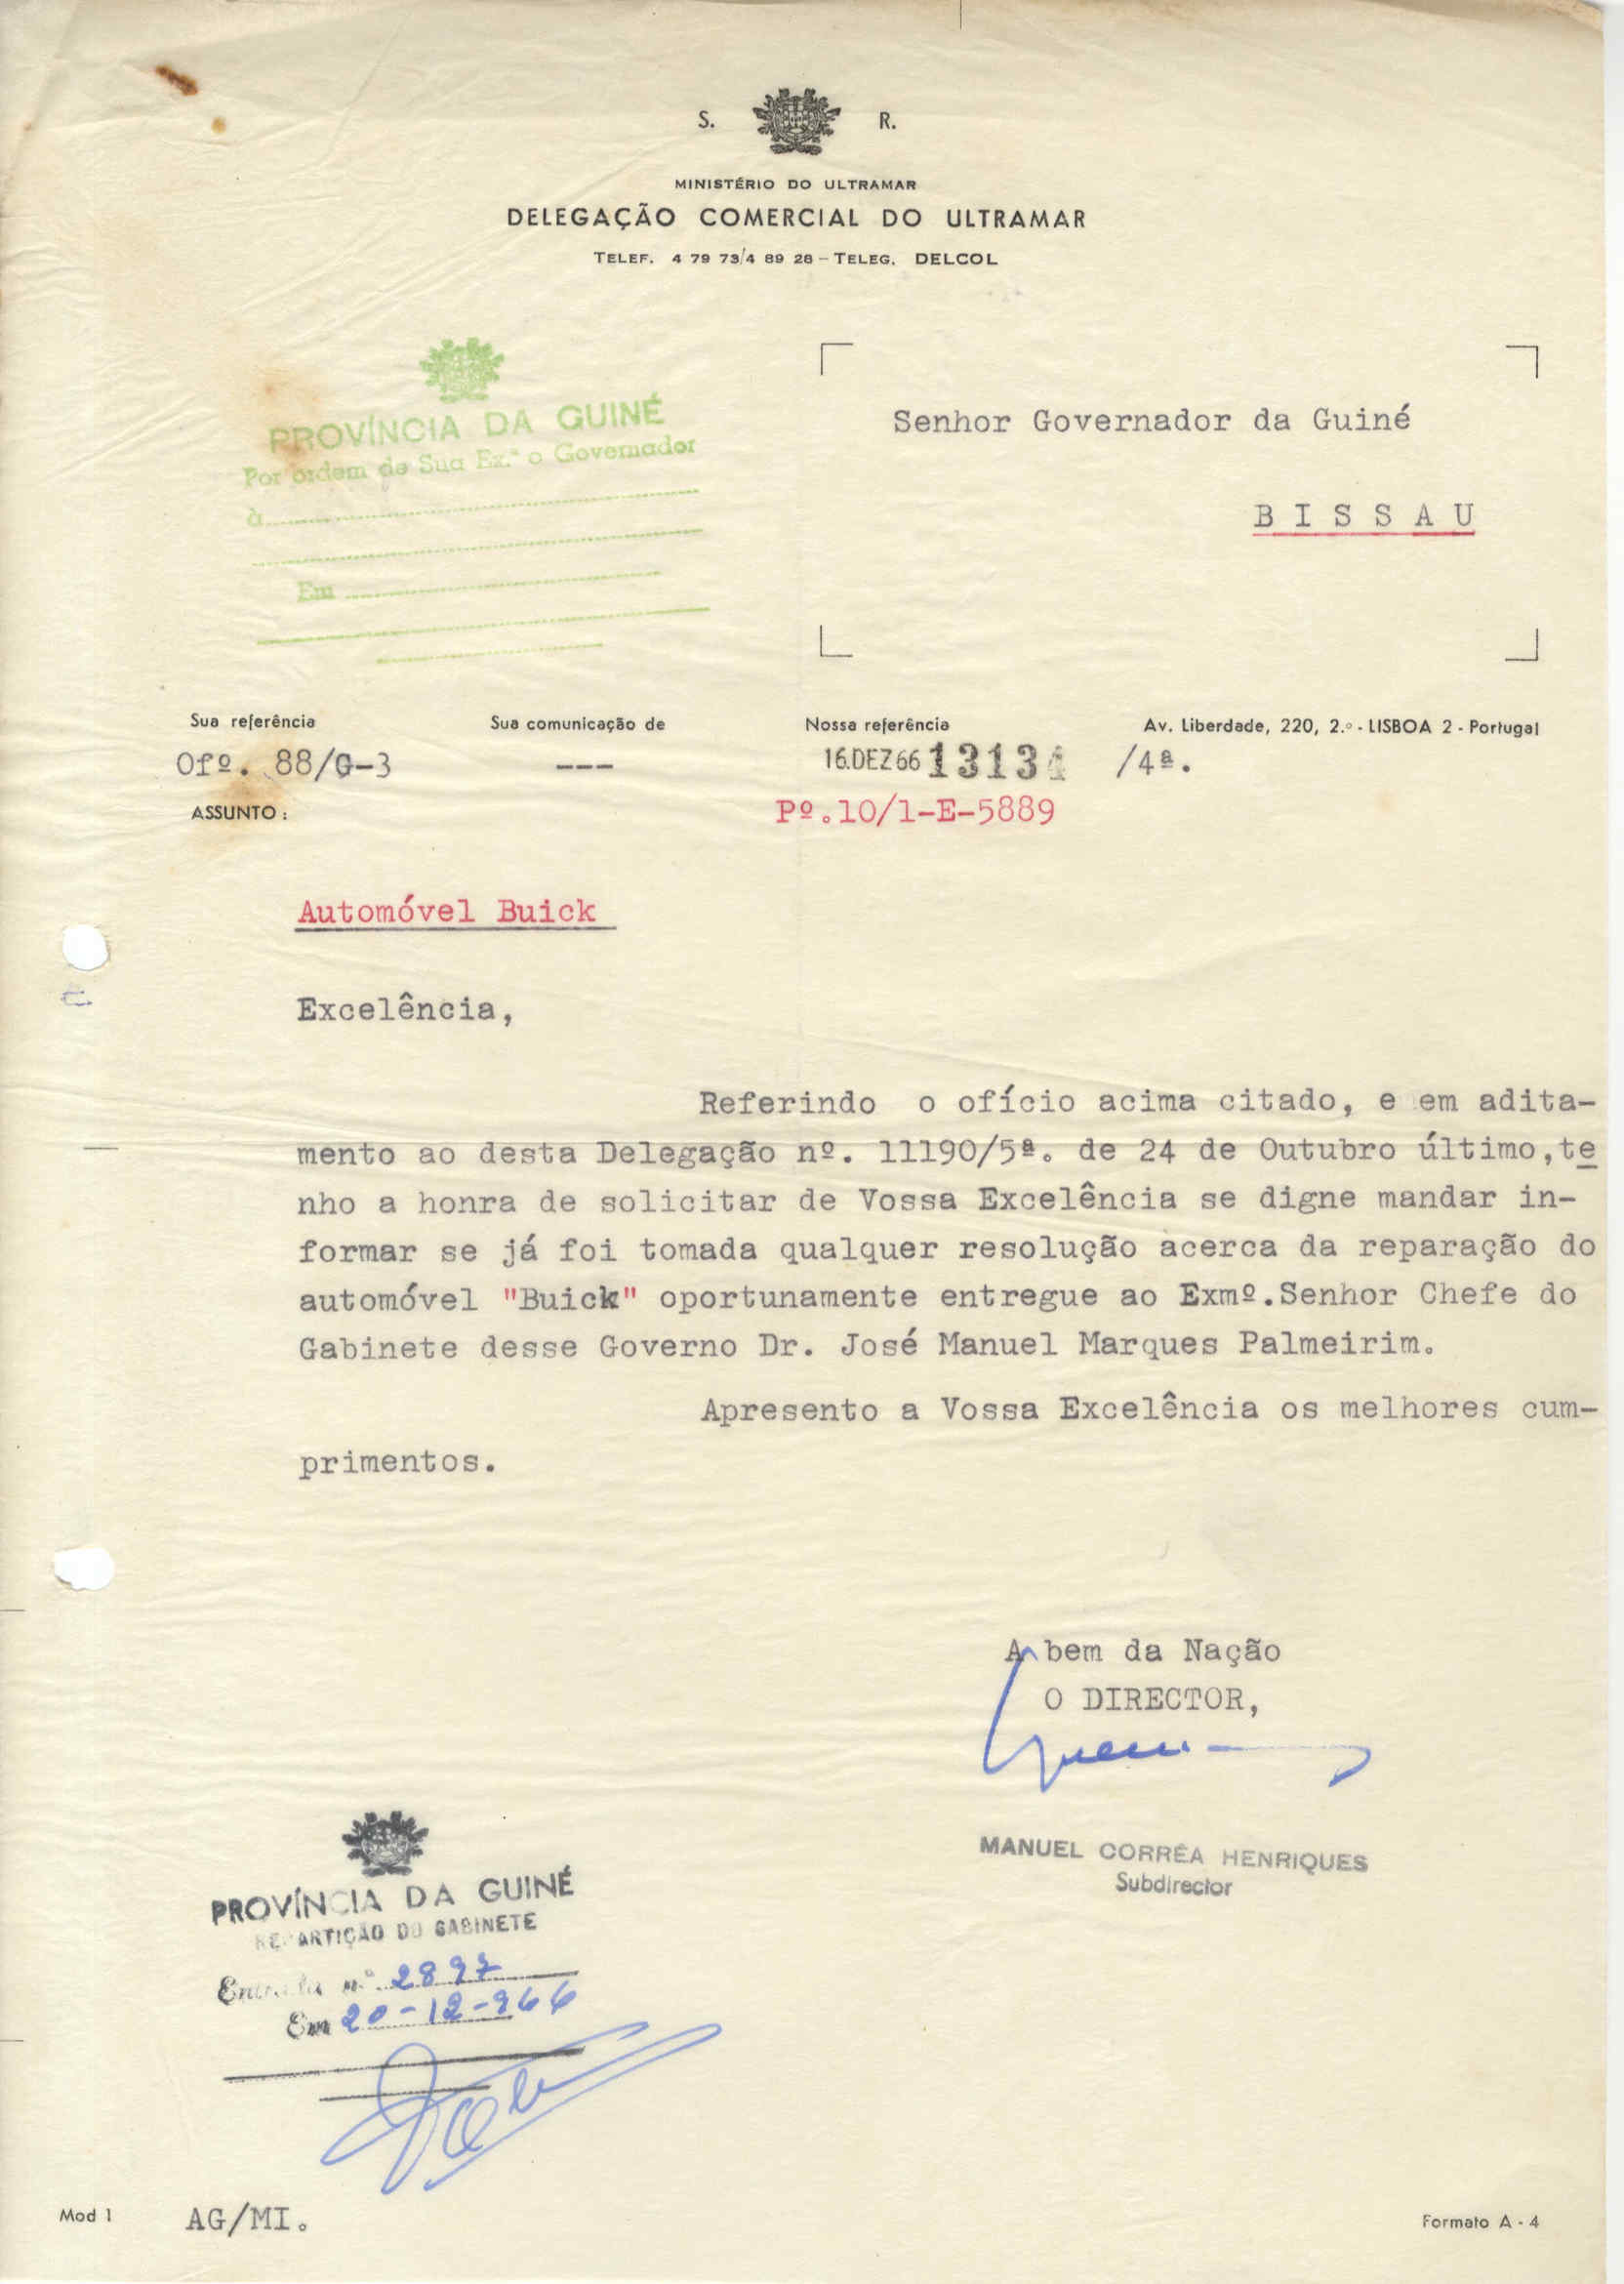 S. R.
MINISTÉRIO DO ULTRAMAR
DELEGAÇÃO COMERCIAL DO ULTRAMAR
TELEF. 4 79 73/4 89 28 – TELEG. DELCOL
PROVÍNCIA DA GUINÉ
Por ordem de Sua Ex.ª o Governador
à
Em
Senhor Governador da Guiné
B I S S A U
Sua referência Sua comunicação de Nossa referência Av. Liberdade, 220, 2.º - LISBOA 2 - Portugal
Ofº. 88/G-3 --- 16.DEZ66 13134 /4ª.
ASSUNTO : Pº.10/1-E-5889
Automóvel Buick
Excelência,
Referindo o ofício acima citado, e em adita-
mento ao desta Delegação nº. 11190/5ª. de 24 de Outubro último,te
nho a honra de solicitar de Vossa Excelência se digne mandar in-
formar se já foi tomada qualquer resolução acerca da reparação do
automóvel "Buick" oportunamente entregue ao Exmº.Senhor Chefe do
Gabinete desse Governo Dr. José Manuel Marques Palmeirim.
Apresento a Vossa Excelência os melhores cum-
primentos.
A bem da Nação
O DIRECTOR,
MANUEL CORRÊA HENRIQUES
Subdirector
PROVÍNCIA DA GUINÉ
REPARTIÇÃO DO GABINETE
Entrada n.º 2897
Em 20-12-966
Mod 1 AG/MI. Formato A - 4